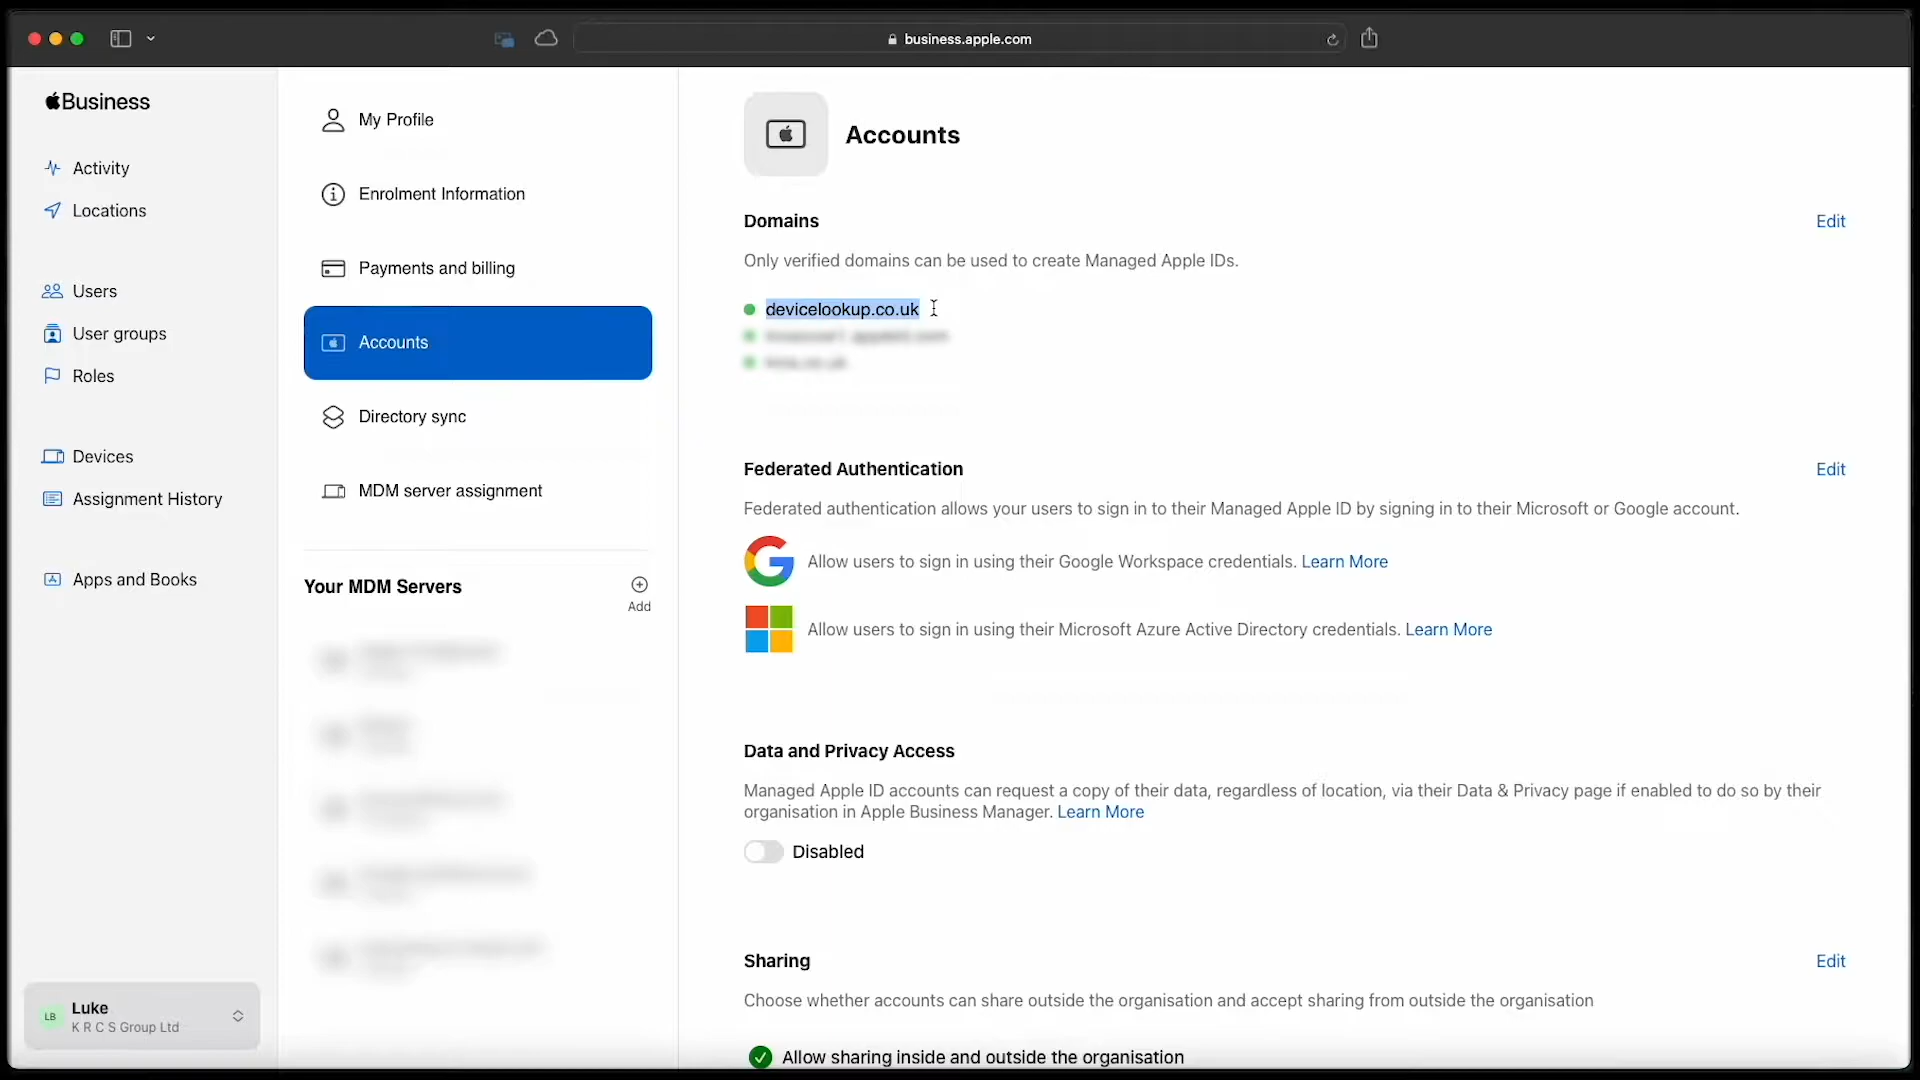 business.apple.com
Business
Activity
Locations
Users
User groups
Roles
Devices
Assignment History
Apps and Books
LB
Luke
K R C S Group Ltd
My Profile
Enrolment Information
Payments and billing
Accounts
Directory sync
MDM server assignment
Your MDM Servers
Add
Accounts
Domains
Edit
Only verified domains can be used to create Managed Apple IDs.
devicelookup.co.uk
Federated Authentication
Edit
Federated authentication allows your users to sign in to their Managed Apple ID by signing in to their Microsoft or Google account.
Allow users to sign in using their Google Workspace credentials. Learn More
Allow users to sign in using their Microsoft Azure Active Directory credentials. Learn More
Data and Privacy Access
Managed Apple ID accounts can request a copy of their data, regardless of location, via their Data & Privacy page if enabled to do so by their
organisation in Apple Business Manager. Learn More
Disabled
Sharing
Edit
Choose whether accounts can share outside the organisation and accept sharing from outside the organisation
Allow sharing inside and outside the organisation